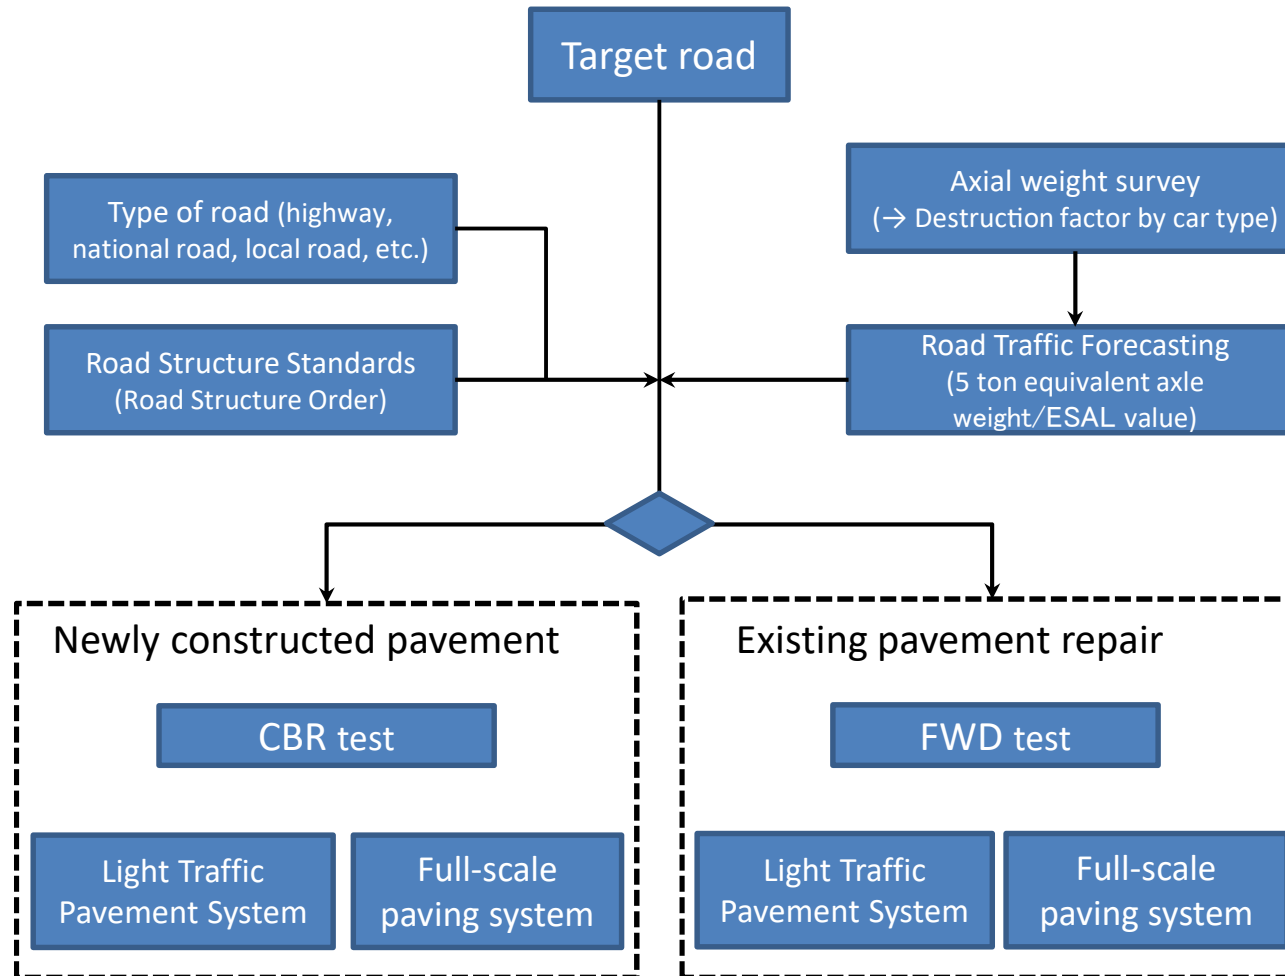 Target road
Type of road (highway,
national road, local road, etc.)
Axial weight survey
(→ Destruction factor by car type)
Road Structure Standards
(Road Structure Order)
Road Traffic Forecasting
(5 ton equivalent axle
weight/ESAL value)
Newly constructed pavement
CBR test
Light Traffic
Pavement System
Full-scale
paving system
Existing pavement repair
FWD test
Light Traffic
Pavement System
Full-scale
paving system